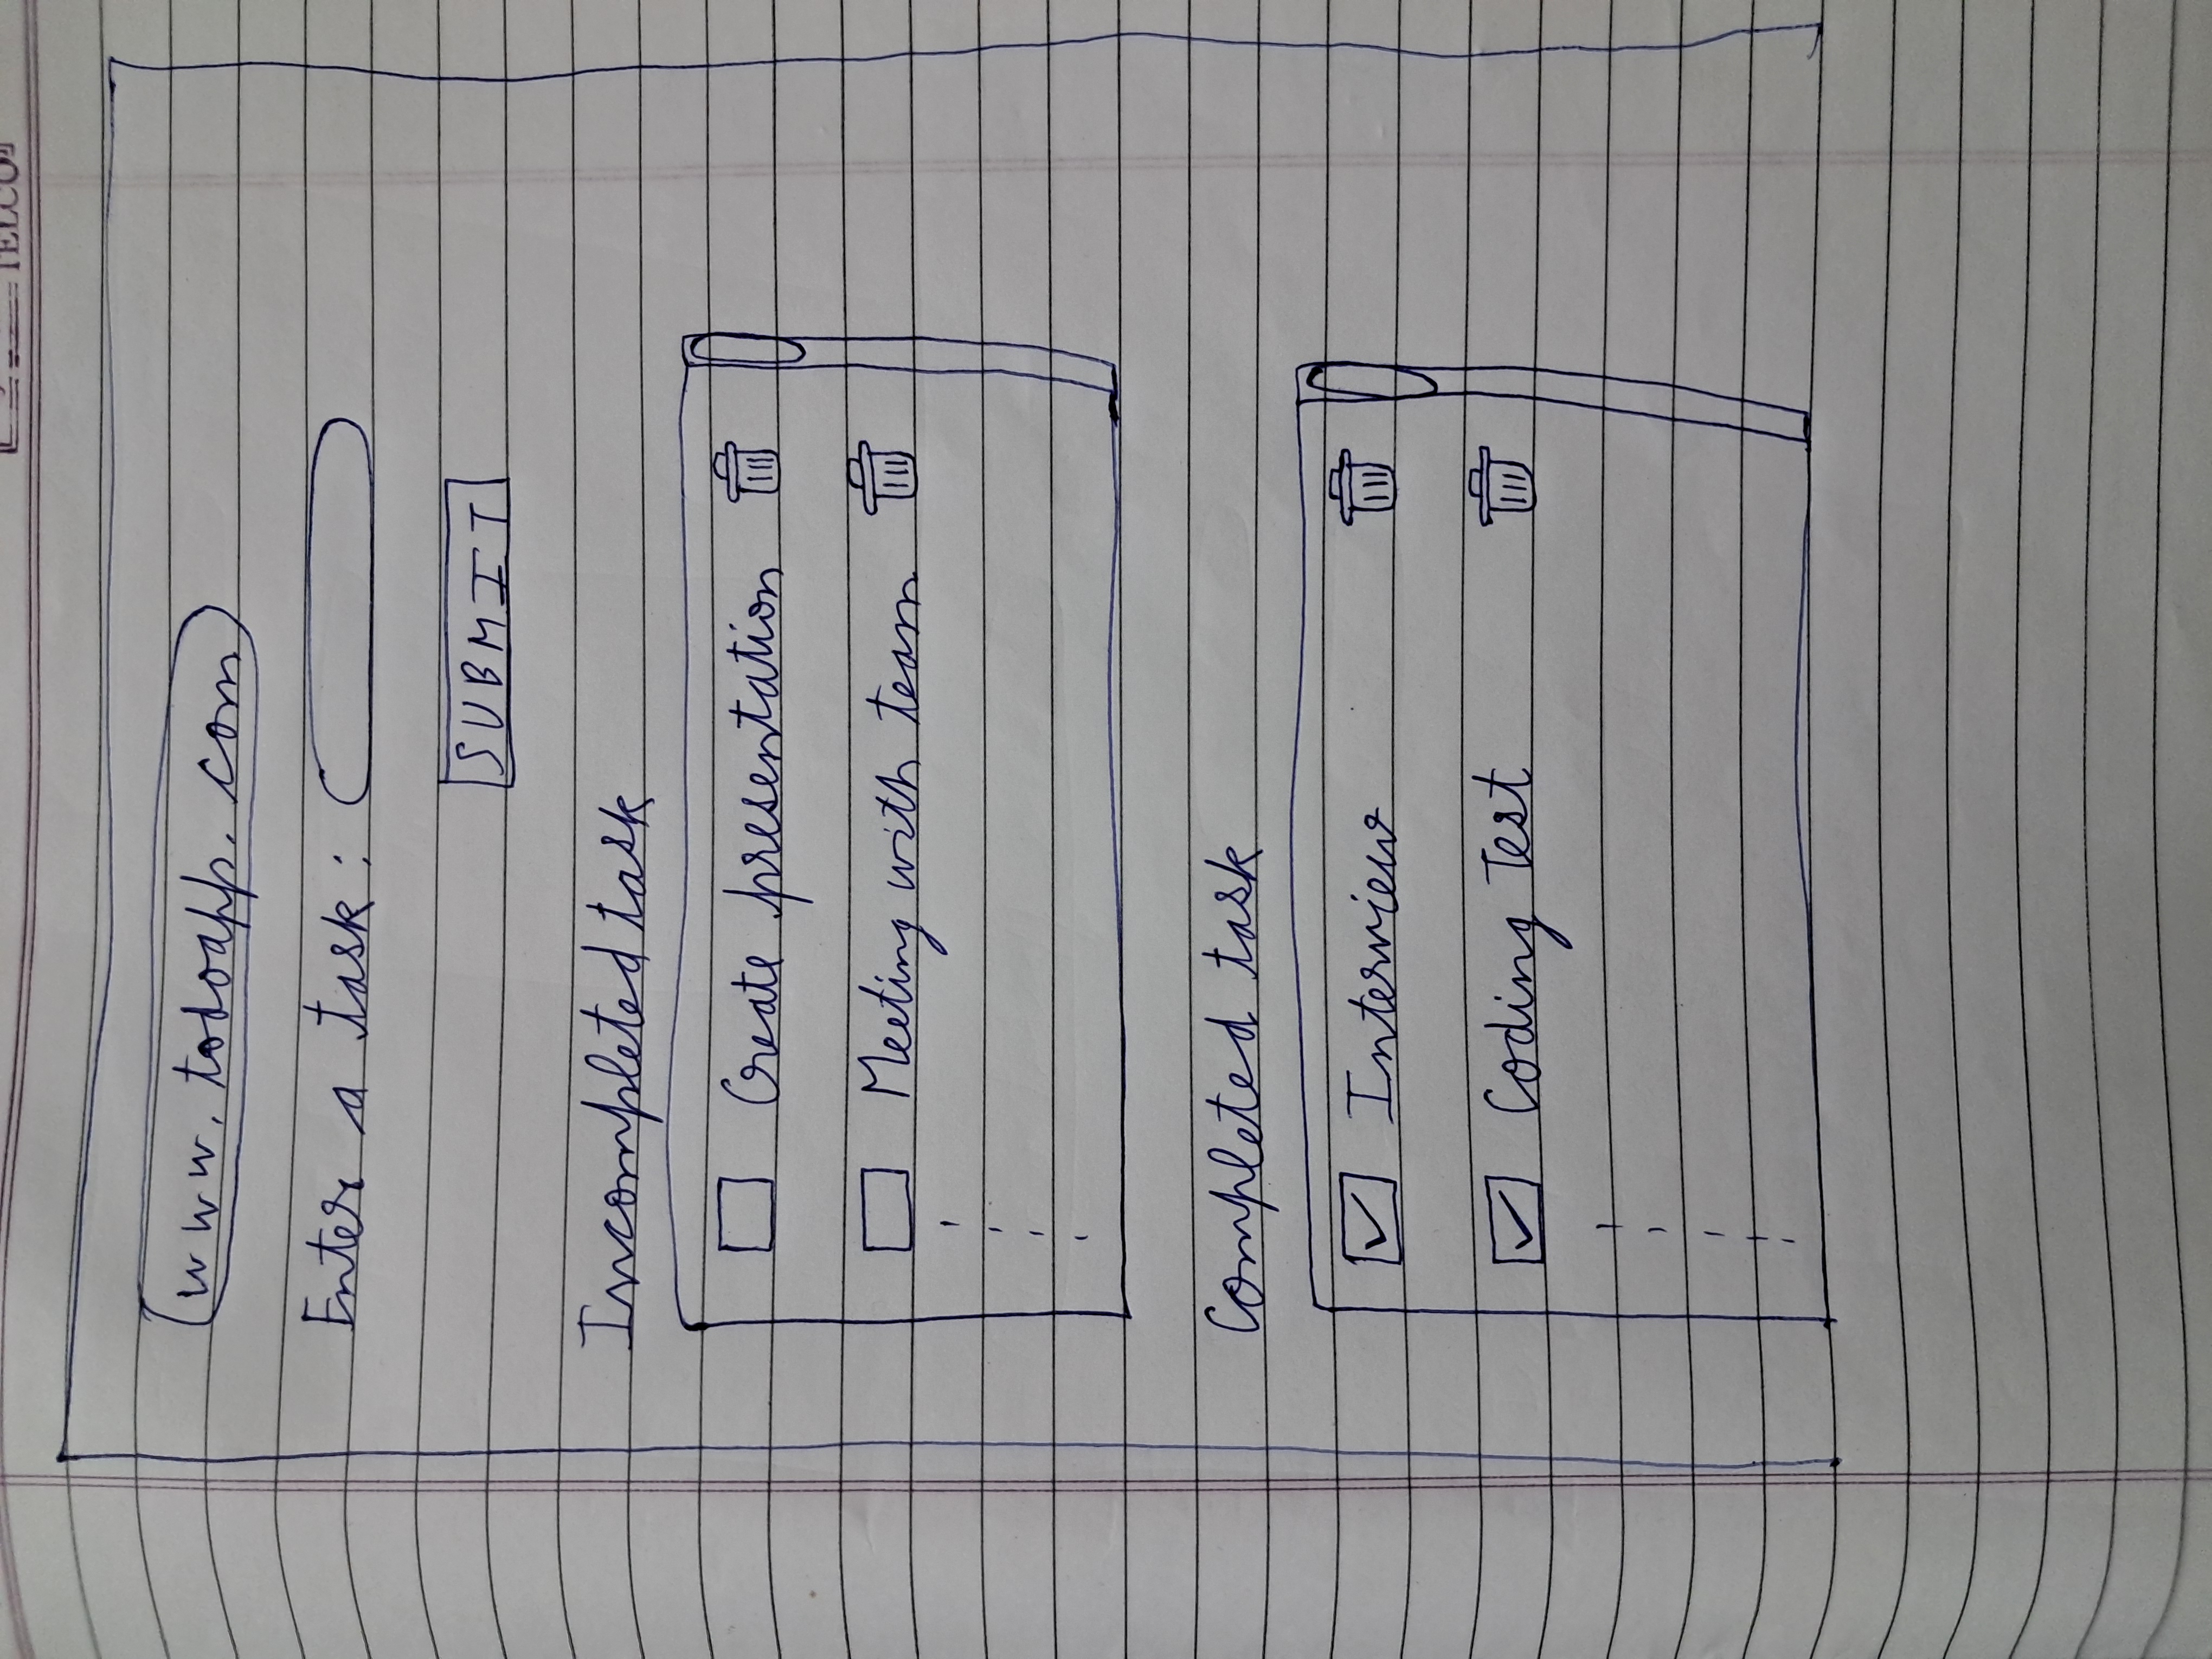 TELCO
www.todoapp.com
Enter a task:
SUBMIT
Incompleted task
Create presentation
Meeting with team
Completed task
Interview
Coding Test